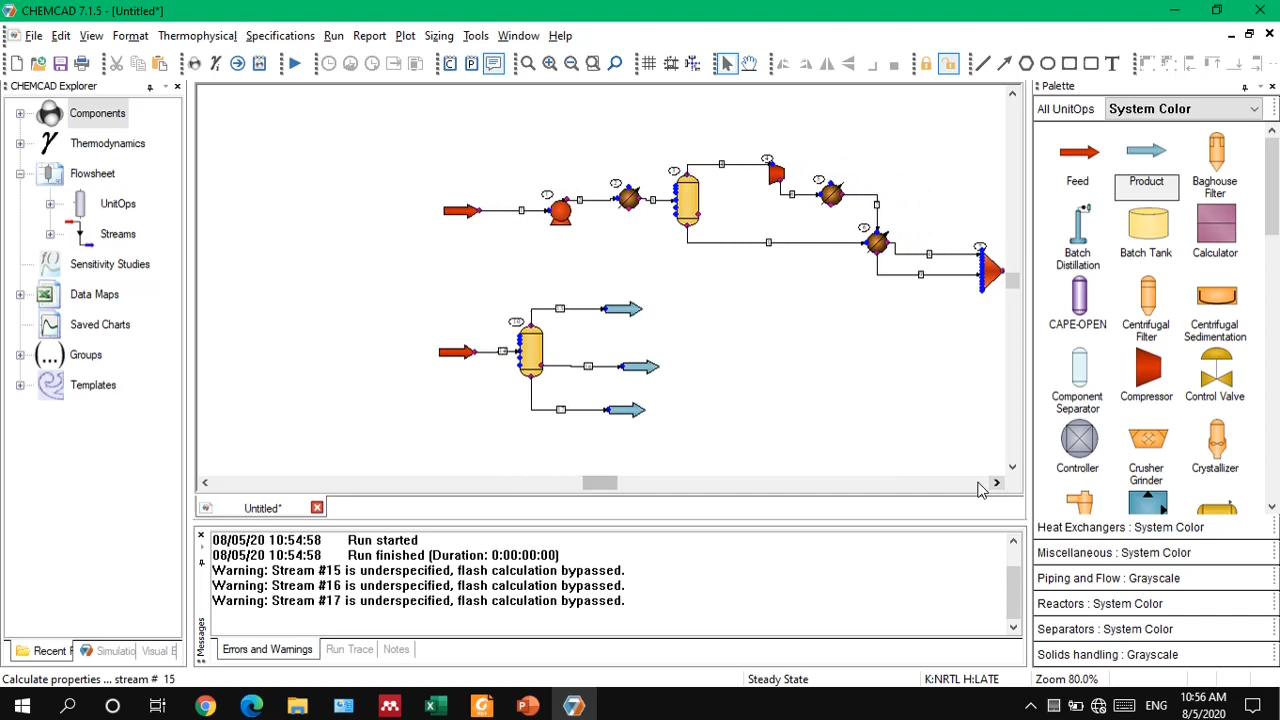 CHEMCAD 7.1.5 - [Untitled*]
File Edit View Format Thermophysical Specifications Run Report Plot Sizing Tools Window Help
CHEMCAD Explorer
Components
Thermodynamics
Flowsheet
UnitOps
Streams
Sensitivity Studies
Data Maps
Saved Charts
Groups
Templates
Recent F
Simulatio
Visual E
Untitled*
08/05/20 10:54:58 Run started
08/05/20 10:54:58 Run finished (Duration: 0:00:00:00)
Warning: Stream #15 is underspecified, flash calculation bypassed.
Warning: Stream #16 is underspecified, flash calculation bypassed.
Warning: Stream #17 is underspecified, flash calculation bypassed.
Messages
Errors and Warnings
Run Trace
Notes
Palette
All UnitOps
System Color
Feed
Product
Baghouse
Filter
Batch
Distillation
Batch Tank
Calculator
CAPE-OPEN
Centrifugal
Filter
Centrifugal
Sedimentation
Component
Separator
Compressor
Control Valve
Controller
Crusher
Grinder
Crystallizer
Heat Exchangers : System Color
Miscellaneous : System Color
Piping and Flow : Grayscale
Reactors : System Color
Separators : System Color
Solids handling : Grayscale
Calculate properties ... stream # 15
Steady State
K:NRTL H:LATE
Zoom 80.0%
ENG
10:56 AM
8/5/2020